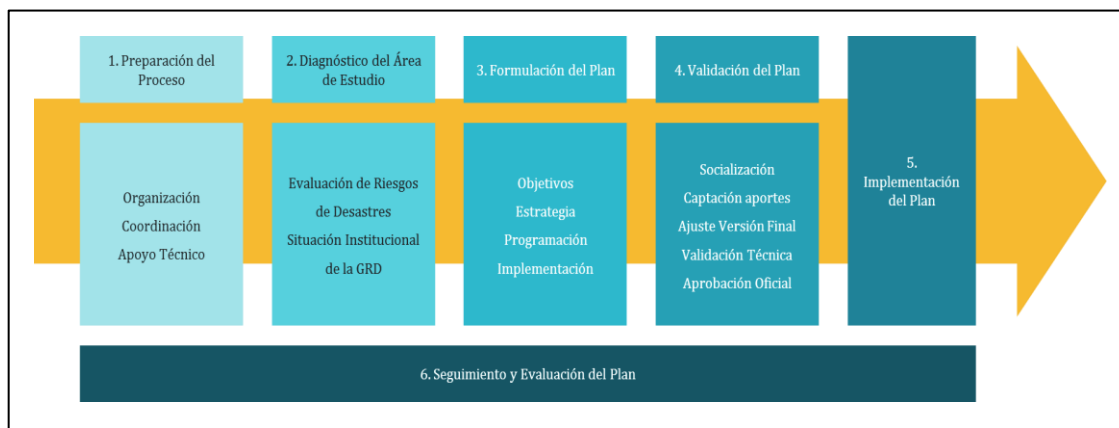 1. Preparación del
Proceso
Organización
Coordinación
Apoyo Técnico
2. Diagnóstico del Área
de Estudio
Evaluación de Riesgos
de Desastres
Situación Institucional
de la GRD
3. Formulación del Plan
Objetivos
Estrategia
Programación
Implementación
4. Validación del Plan
Socialización
Captación aportes
Ajuste Versión Final
Validación Técnica
Aprobación Oficial
5.
Implementación
del Plan
6. Seguimiento y Evaluación del Plan